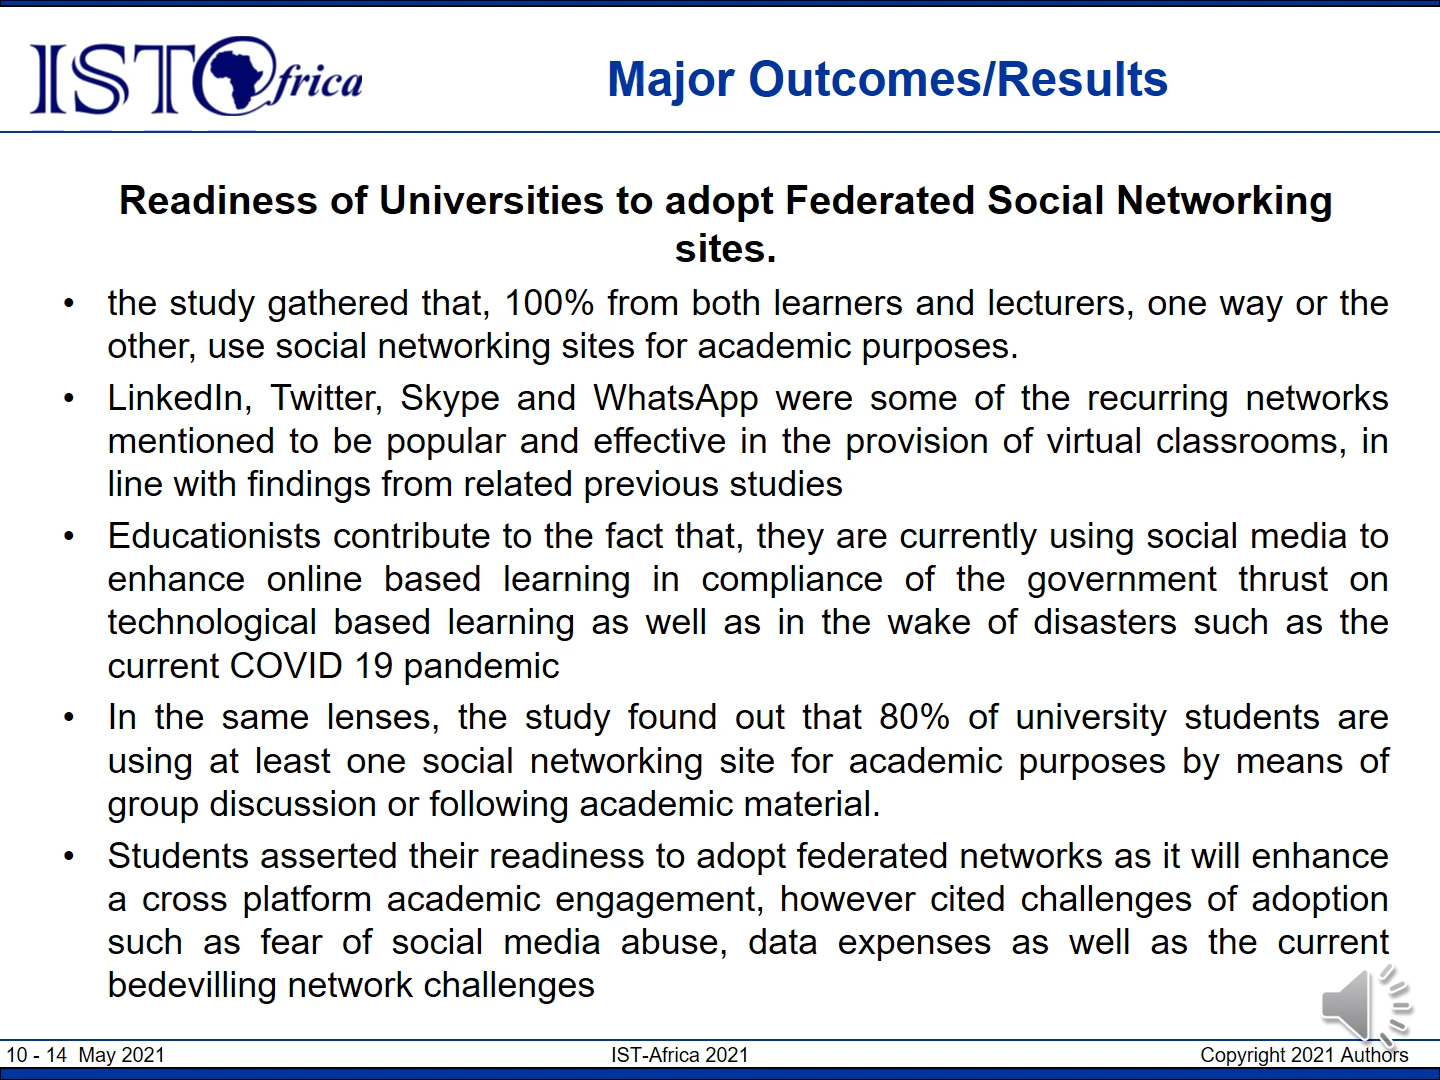 IST@frica
Major Outcomes/Results
Readiness of Universities to adopt Federated Social Networking
sites.
• the study gathered that, 100% from both learners and lecturers, one way or the
other, use social networking sites for academic purposes.
• LinkedIn, Twitter, Skype and WhatsApp were some of the recurring networks
mentioned to be popular and effective in the provision of virtual classrooms, in
line with findings from related previous studies
• Educationists contribute to the fact that, they are currently using social media to
enhance online based learning in compliance of the government thrust on
technological based learning as well as in the wake of disasters such as the
current COVID 19 pandemic
• In the same lenses, the study found out that 80% of university students are
using at least one social networking site for academic purposes by means of
group discussion or following academic material.
• Students asserted their readiness to adopt federated networks as it will enhance
a cross platform academic engagement, however cited challenges of adoption
such as fear of social media abuse, data expenses as well as the current
bedevilling network challenges
10 - 14 May 2021
IST-Africa 2021
Copyright 2021 Authors